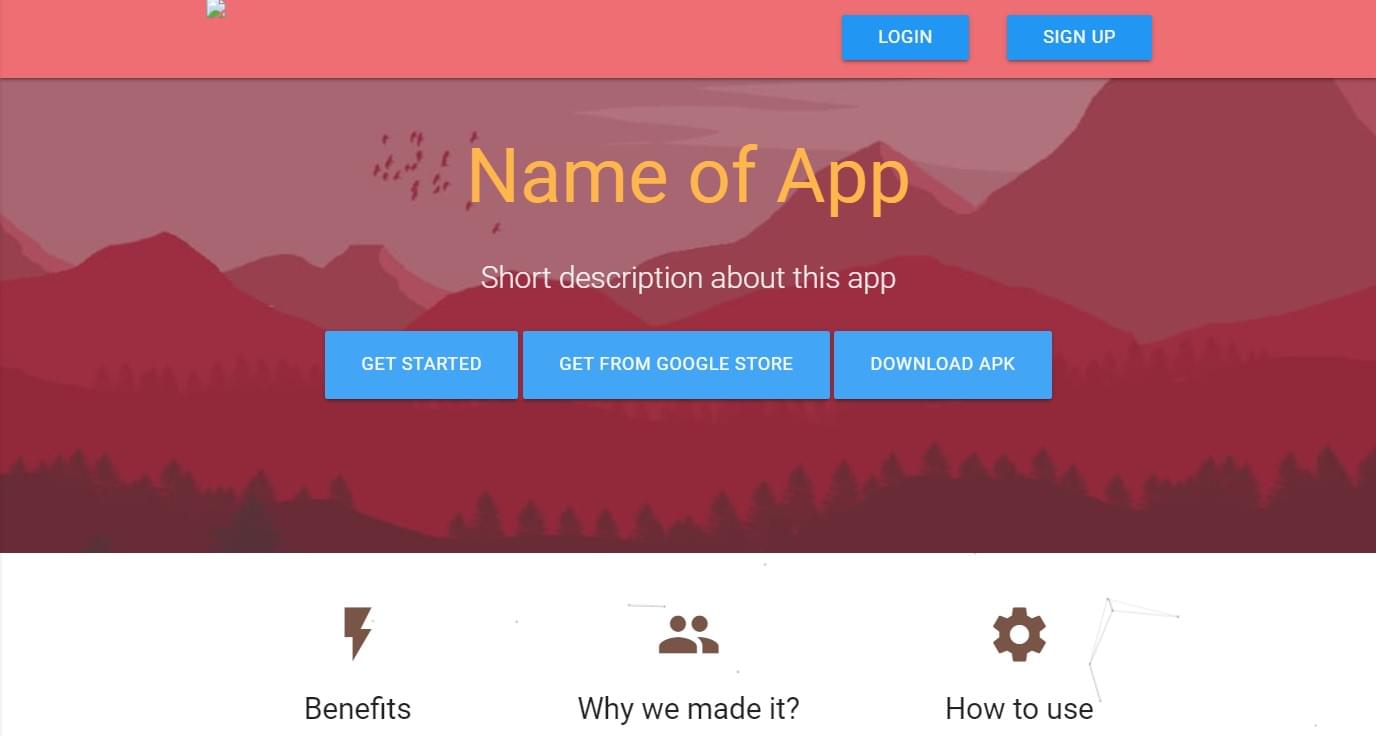 LOGIN SIGN UP
Name of App
Short description about this app
GET STARTED GET FROM GOOGLE STORE DOWNLOAD APK
Benefits Why we made it? How to use